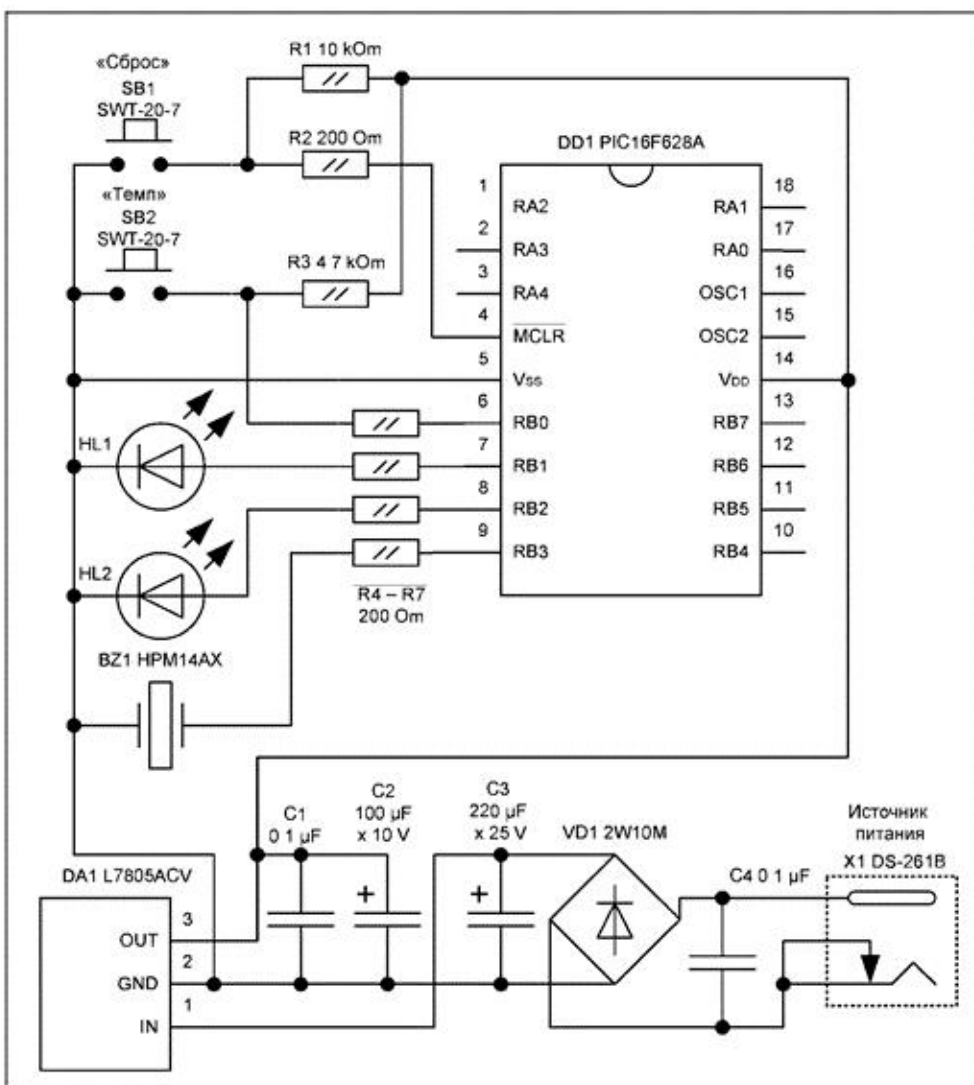 «Сброс»
SB1
SWT-20-7
R1 10 kOm
R2 200 Om
«Темп»
SB2
SWT-20-7
R3 4 7 kOm
DD1 PIC16F628A
1
RA2
2
RA3
3
RA4
4
MCLR
5
Vss
6
RB0
7
RB1
8
RB2
9
RB3
18
RA1
17
RA0
16
OSC1
15
OSC2
14
VDD
13
RB7
12
RB6
11
RB5
10
RB4
HL1
HL2
R4 – R7
200 Om
BZ1 HPM14AX
C1
0 1 µF
C2
100 µF
x 10 V
C3
220 µF
x 25 V
VD1 2W10M
Источник
питания
X1 DS-261B
C4 0 1 µF
DA1 L7805ACV
3
OUT
2
GND
1
IN
+
+